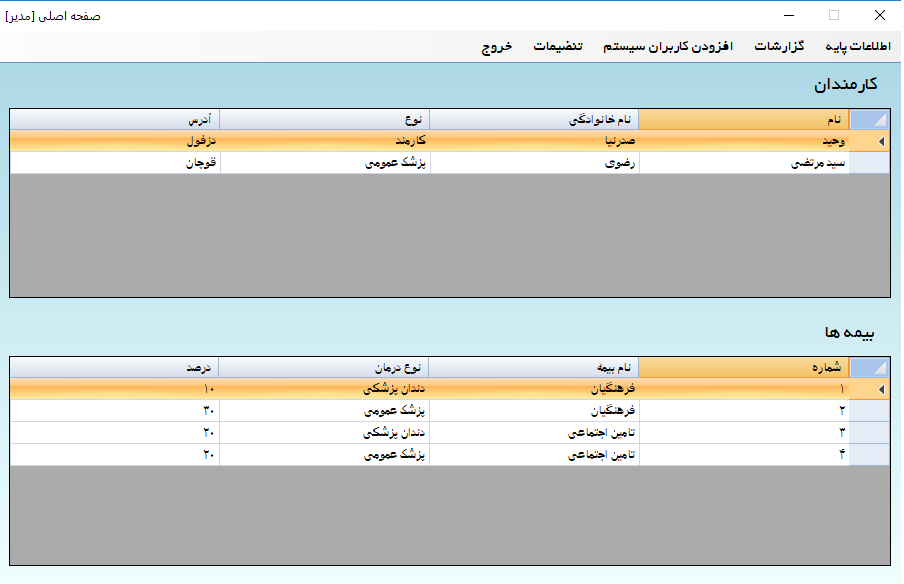 صفحه اصلی [مدیر]
اطلاعات پایه گزارشات افزودن کاربران سیستم تنضیمات خروج
کارمندان
نام نام خانوادگی نوع آدرس
وحید صدرنیا کارمند دزفول
سید مرتضی رضوی پزشک عمومی قوچان
بیمه ها
شماره نام بیمه نوع درمان درصد
۱ فرهنگیان دندان پزشکی ۱۰
۲ فرهنگیان پزشک عمومی ۳۰
۳ تامین اجتماعی دندان پزشکی ۲۰
۴ تامین اجتماعی پزشک عمومی ۲۰